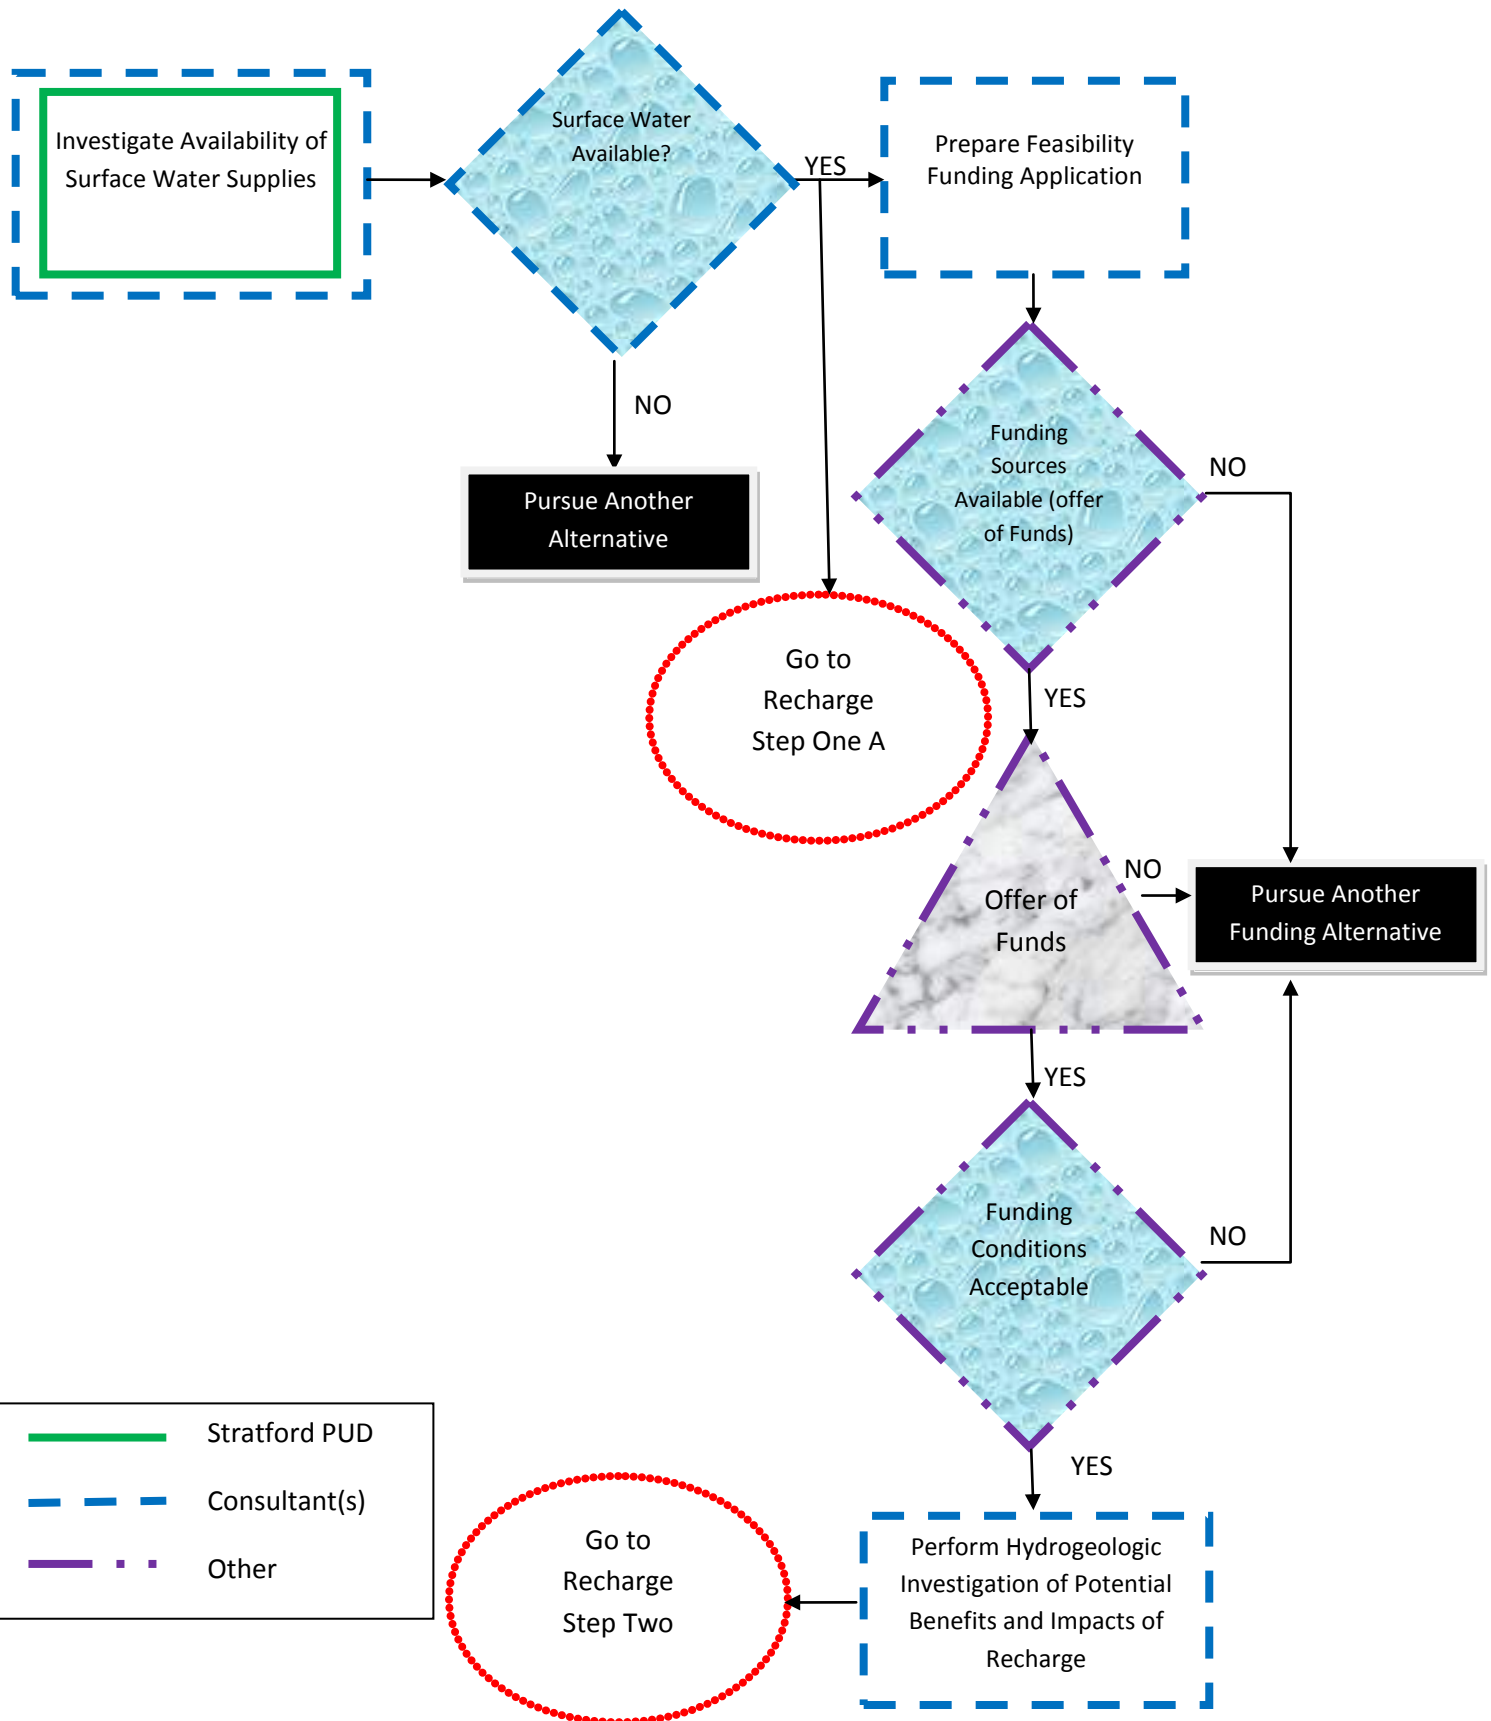 Investigate Availability of
Surface Water Supplies
Surface Water
Available?
YES
Prepare Feasibility
Funding Application
NO
Pursue Another
Alternative
Funding
Sources
Available (offer
of Funds)
NO
Go to
Recharge
Step One A
YES
Offer of
Funds
NO
Pursue Another
Funding Alternative
YES
Funding
Conditions
Acceptable
NO
YES
Stratford PUD
Consultant(s)
Other
Perform Hydrogeologic
Investigation of Potential
Benefits and Impacts of
Recharge
Go to
Recharge
Step Two